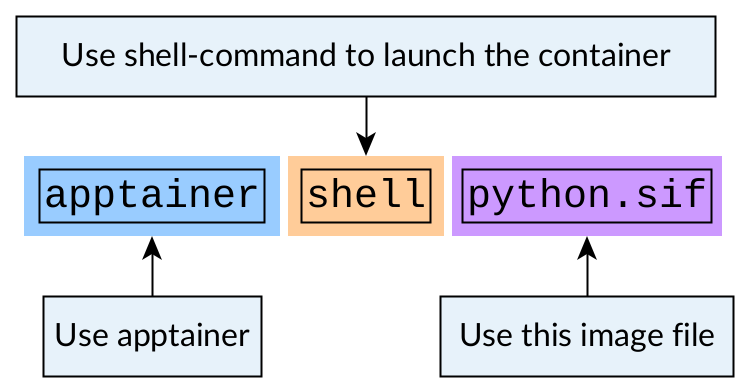 Use shell-command to launch the container
apptainer shell python.sif
Use apptainer
Use this image file